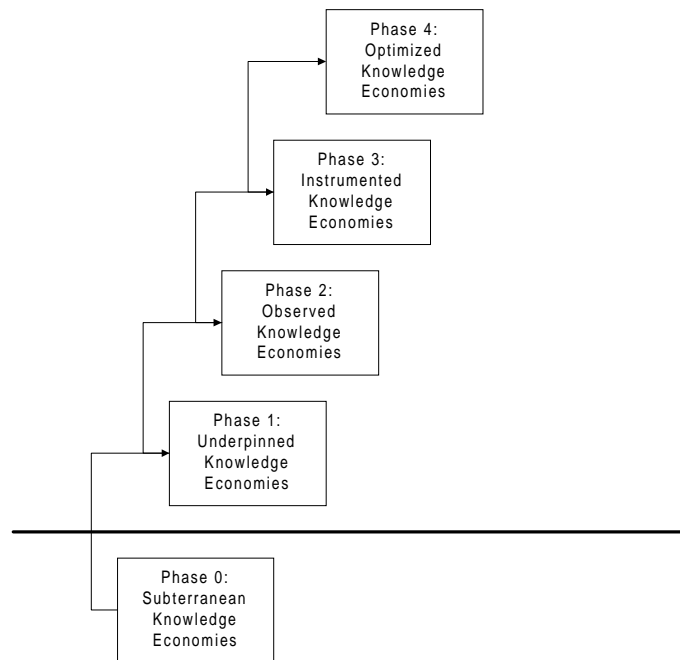 Phase 4:
Optimized
Knowledge
Economies
Phase 3:
Instrumented
Knowledge
Economies
Phase 2:
Observed
Knowledge
Economies
Phase 1:
Underpinned
Knowledge
Economies
Phase 0:
Subterranean
Knowledge
Economies